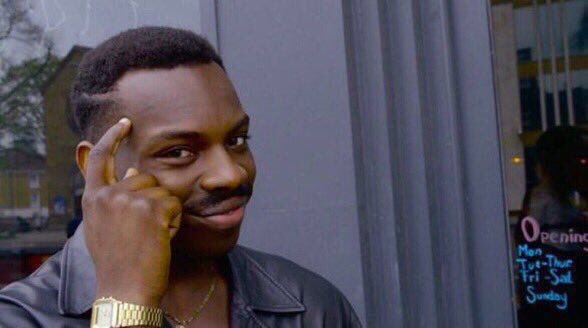 Opening
Mon
Tue-Thur
Fri-Sat
Sunday